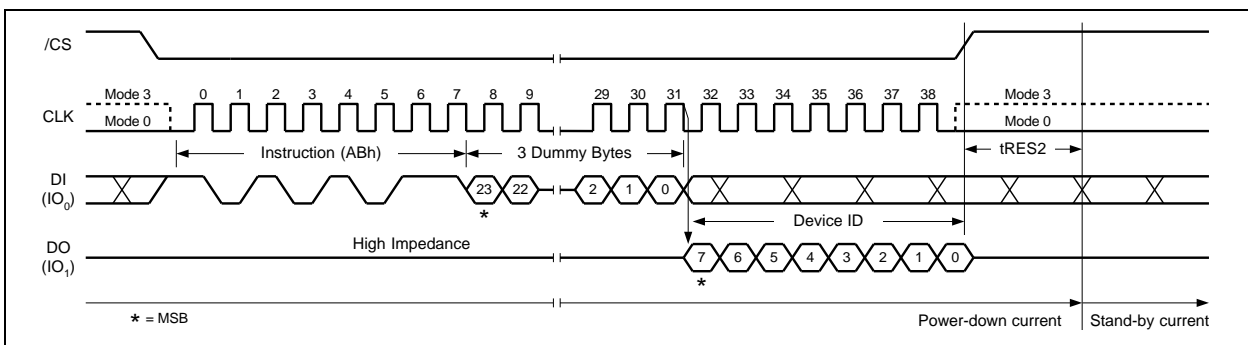 /CS
Mode 3 0 1 2 3 4 5 6 7 8 9 29 30 31 32 33 34 35 36 37 38 Mode 3
CLK
Mode 0 Mode 0
Instruction (ABh) 3 Dummy Bytes tRES2
DI
(IO0)
23 22 2 1 0
*
Device ID
High Impedance
DO
(IO1)
7 6 5 4 3 2 1 0
*
* = MSB
Power-down current Stand-by current